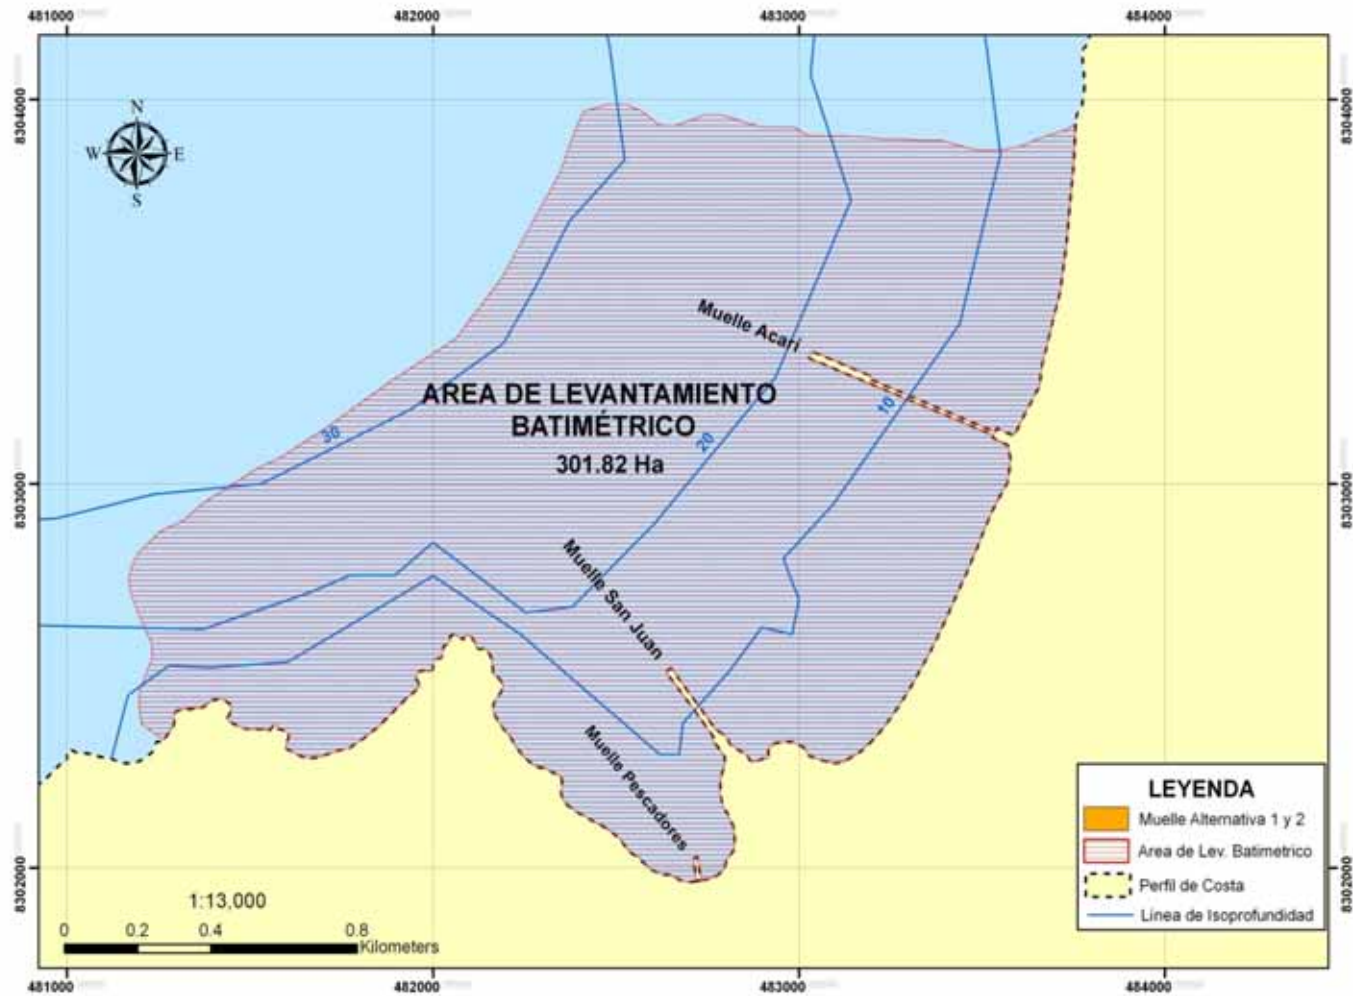 481000 482000 483000 484000
8304000 8304000
N
W E
S
Muelle Acarí
AREA DE LEVANTAMIENTO
BATIMÉTRICO
301.82 Ha
30
20
10
8303000 8303000
Muelle San Juan
Muelle Pescadores
8302000 8302000
LEYENDA
Muelle Alternativa 1 y 2
Area de Lev. Batimetrico
Perfil de Costa
Línea de Isoprofundidad
1:13,000
0 0.2 0.4 0.8
Kilometers
481000 482000 483000 484000